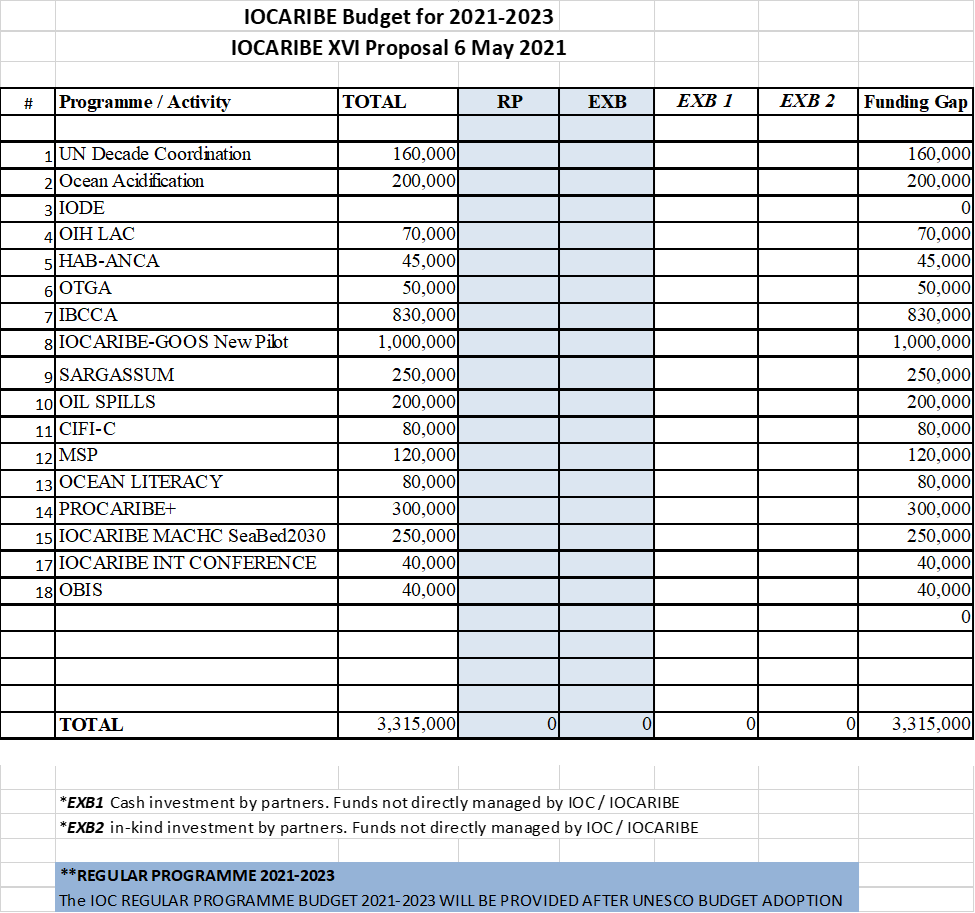 IOCARIBE Budget for 2021-2023
IOCARIBE XVI Proposal 6 May 2021
# Programme / Activity TOTAL RP EXB EXB 1 EXB 2 Funding Gap
1 UN Decade Coordination 160,000 160,000
2 Ocean Acidification 200,000 200,000
3 IODE 0
4 OIH LAC 70,000 70,000
5 HAB-ANCA 45,000 45,000
6 OTGA 50,000 50,000
7 IBCCA 830,000 830,000
8 IOCARIBE-GOOS New Pilot 1,000,000 1,000,000
9 SARGASSUM 250,000 250,000
10 OIL SPILLS 200,000 200,000
11 CIFI-C 80,000 80,000
12 MSP 120,000 120,000
13 OCEAN LITERACY 80,000 80,000
14 PROCARIBE+ 300,000 300,000
15 IOCARIBE MACHC SeaBed2030 250,000 250,000
17 IOCARIBE INT CONFERENCE 40,000 40,000
18 OBIS 40,000 40,000
0
TOTAL 3,315,000 0 0 0 0 3,315,000
*EXB1 Cash investment by partners. Funds not directly managed by IOC / IOCARIBE
*EXB2 in-kind investment by partners. Funds not directly managed by IOC / IOCARIBE
**REGULAR PROGRAMME 2021-2023
The IOC REGULAR PROGRAMME BUDGET 2021-2023 WILL BE PROVIDED AFTER UNESCO BUDGET ADOPTION